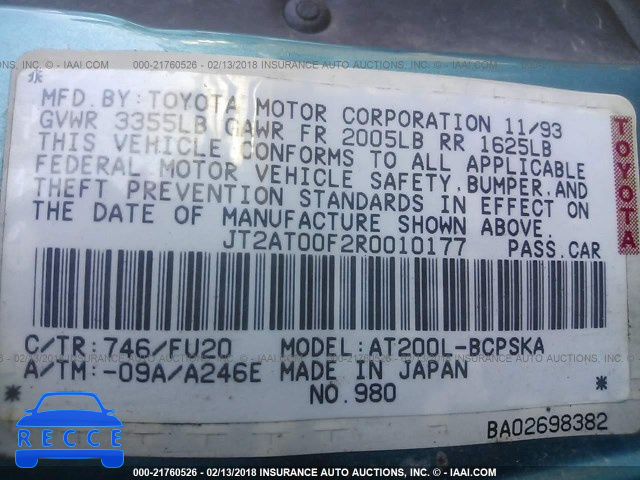 000-21760526 - 02/13/2018 INSURANCE AUTO AUCTIONS, INC. - © - IAAI.COM
MFD.BY:TOYOTA MOTOR CORPORATION 11/93
GVWR 3355LB GAWR FR 2005LB RR 1625LB
THIS VEHICLE CONFORMS TO ALL APPLICABLE
FEDERAL MOTOR VEHICLE SAFETY,BUMPER,AND
THEFT PREVENTION STANDARDS IN EFFECT ON
THE DATE OF MANUFACTURE SHOWN ABOVE.
JT2AT00F2R0010177 PASS.CAR
TOYOTA
C/TR:746/FU20 MODEL:AT200L-BCPSKA
A/TM:-09A/A246E MADE IN JAPAN
NO.980
BA02698382
000-21760526 - 02/13/2018 INSURANCE AUTO AUCTIONS, INC. - © - IAAI.COM